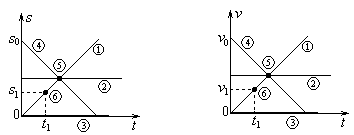 s
s₀
④
⑤
①
②
s₁
⑥
③
0
t₁
t
v
v₀
④
⑤
①
②
v₁
⑥
③
0
t₁
t